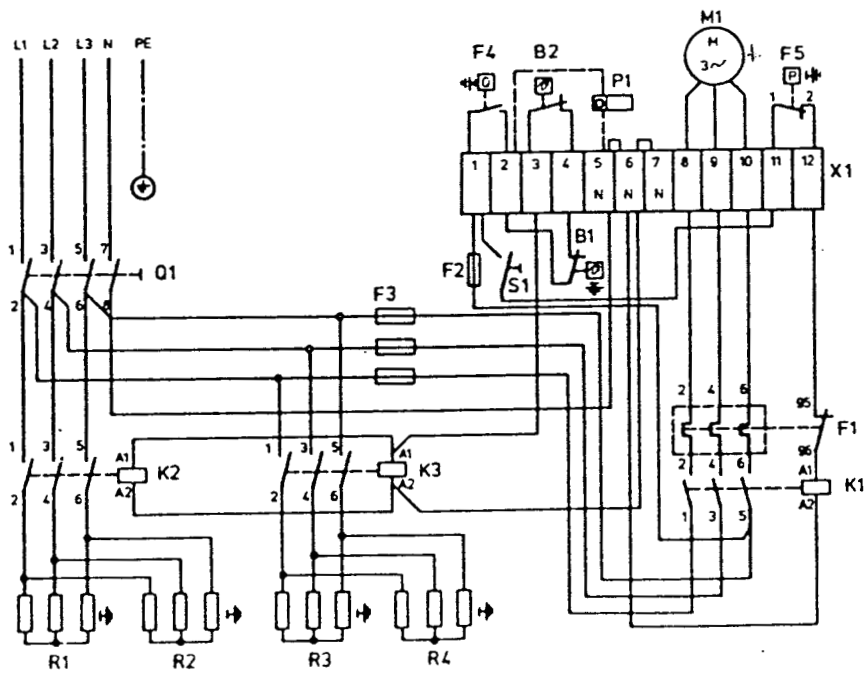 M1
F4 B2 P1 M 3~ F5
L1 L2 L3 N PE
P
1 2
1 2 3 4 5 6 7 8 9 10 11 12 X1
N N N
1 3 5 7
F2 S1 B1
Q1
2 4 6 8
F3
2 4 6
95
F1
96
1 3 5 A1 K2 A2
1 3 5 A1 K3 A2
2 4 6 A1 K1 A2
2 4 6
2 4 6
1 3 5
R1 R2 R3 R4